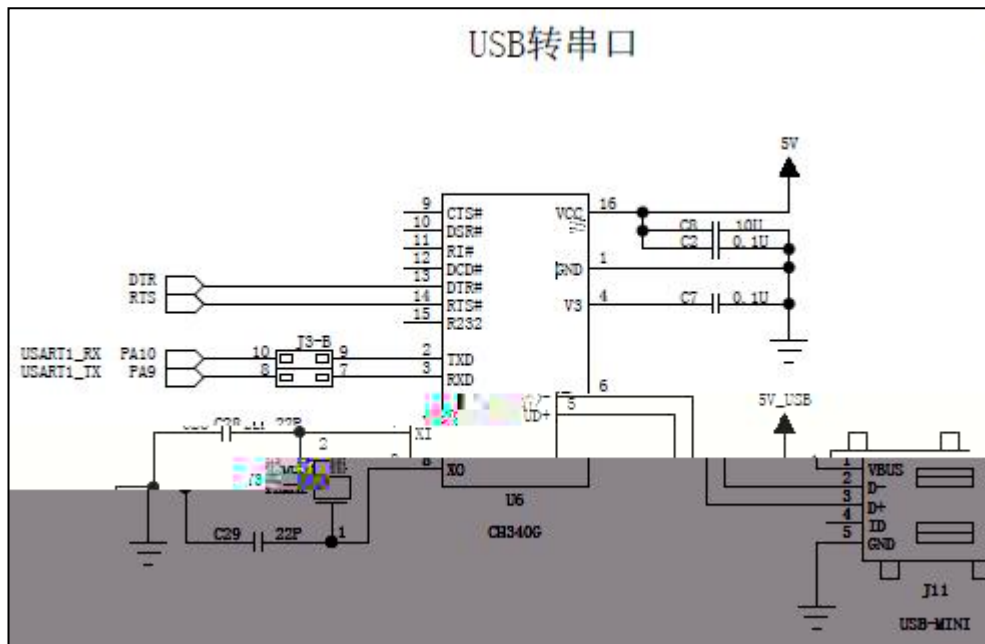 USB转串口
5V
9 CTS#
10 DSR#
11 RI#
12 DCD#
13 DTR#
14 RTS#
15 R232
DTR
RTS
16 VCC
C8 10U
C2 0.1U
1 GND
4 V3
C7 0.1U
J3-B
USART1_RX PA10 10 9 2 TXD
USART1_TX PA9 8 7 3 RXD
6
UD+ 5
5V_USB
C28 22P
XI
2
8 XO
U6
CH340G
C29 22P 1
1 VBUS
2 D-
3 D+
4 ID
5 GND
J11
USB-MINI